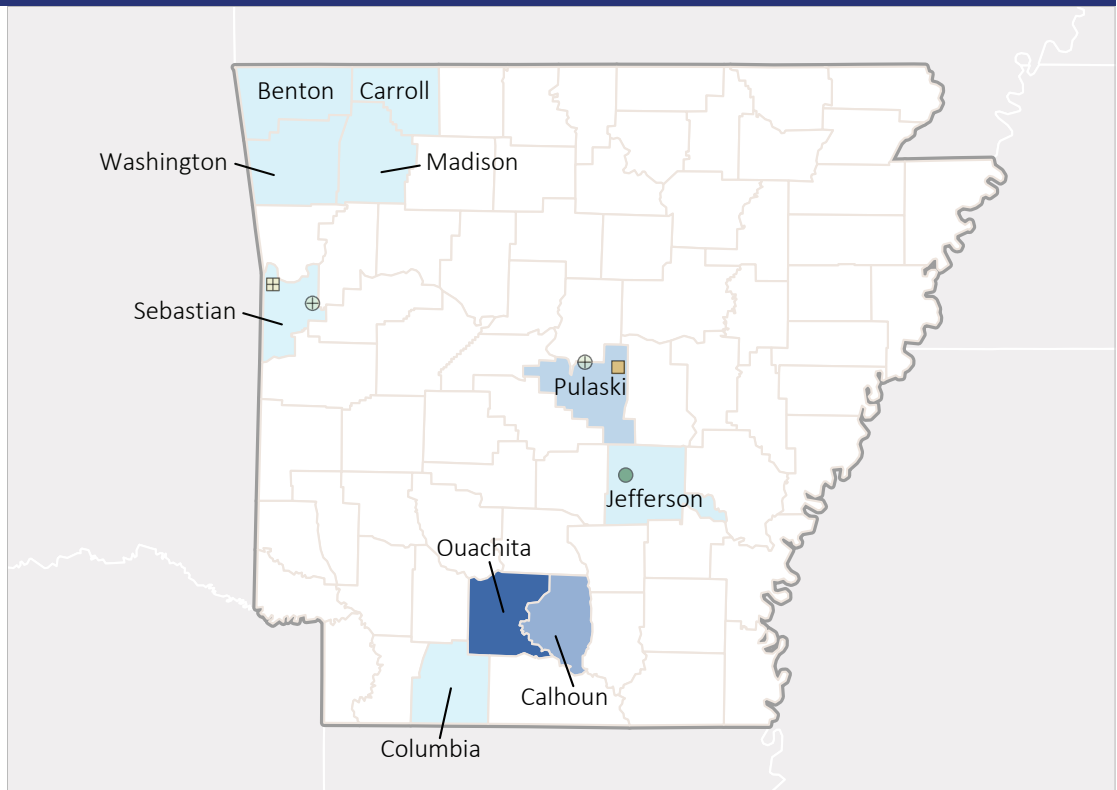 Benton
Carroll
Washington
Madison
Sebastian
Pulaski
Jefferson
Ouachita
Calhoun
Columbia